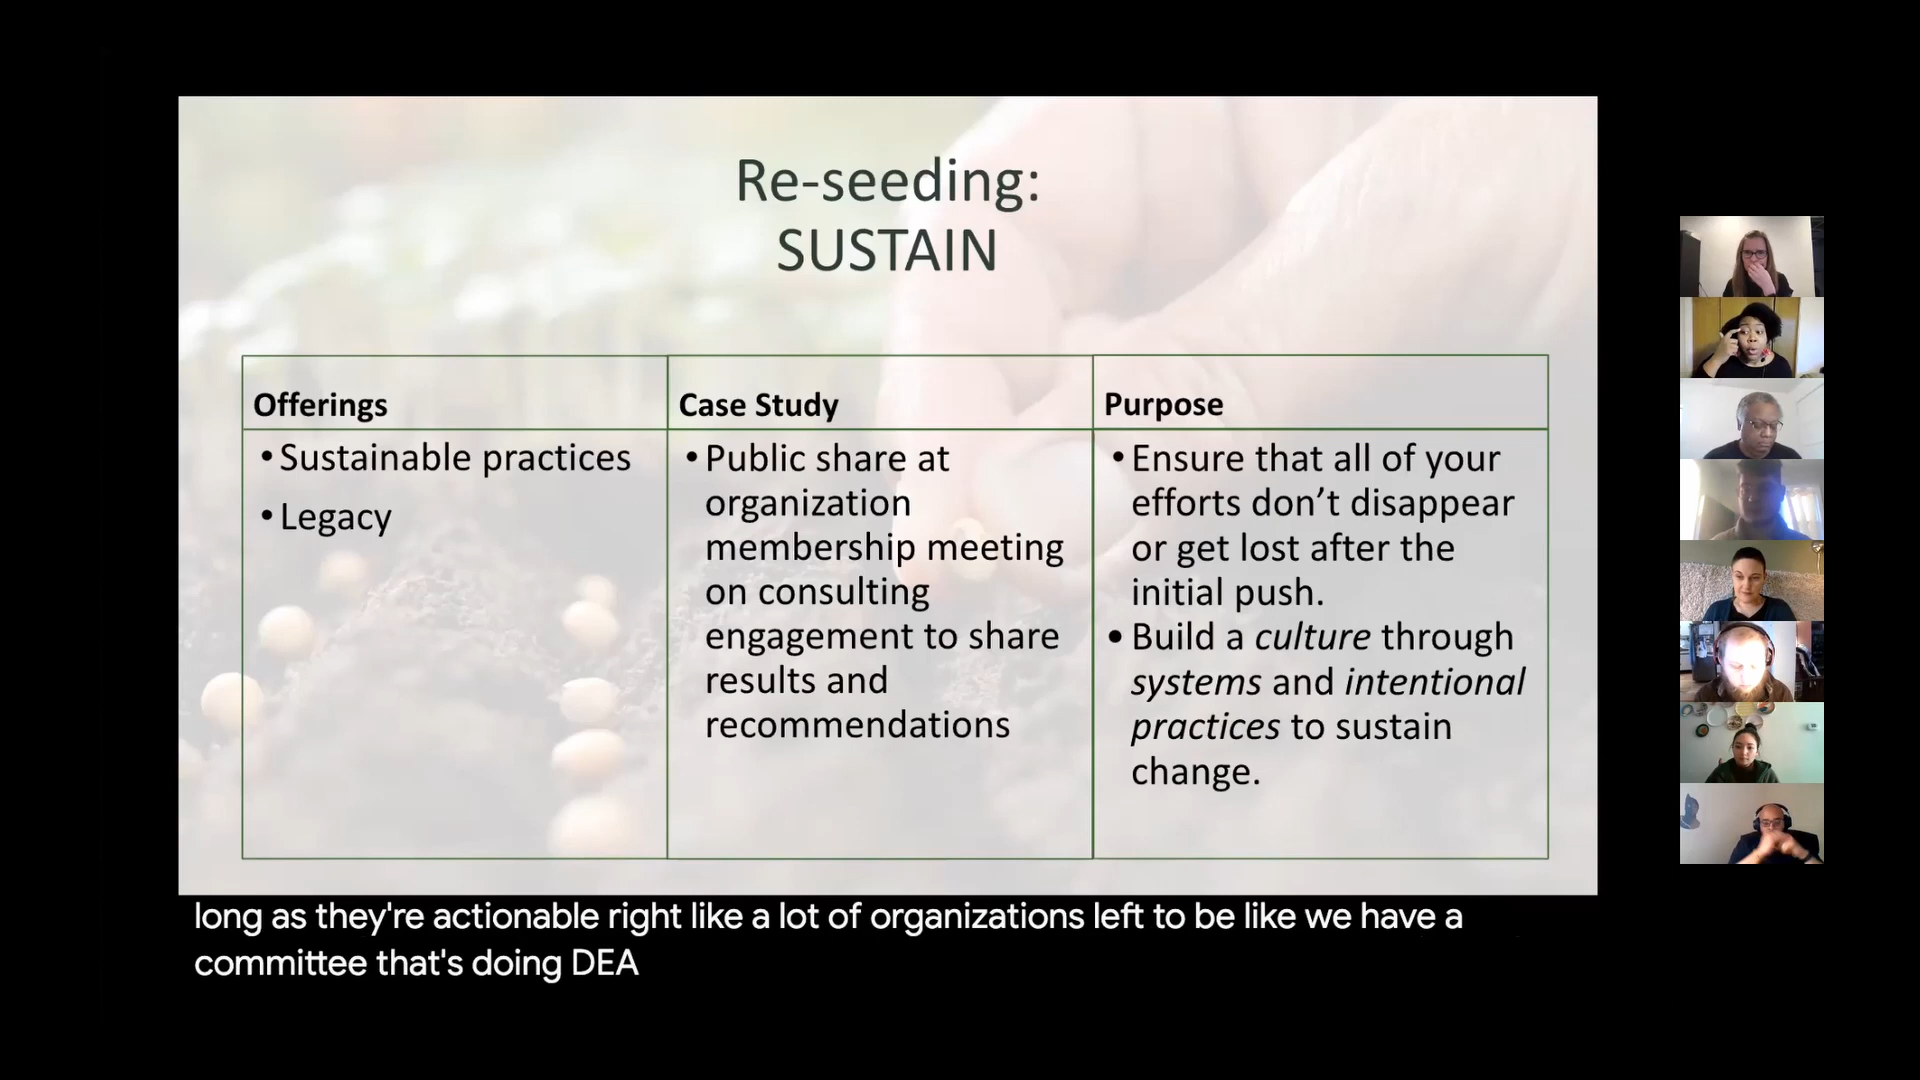 Re-seeding:
SUSTAIN
Offerings
• Sustainable practices
• Legacy
Case Study
• Public share at
organization
membership meeting
on consulting
engagement to share
results and
recommendations
Purpose
• Ensure that all of your
efforts don’t disappear
or get lost after the
initial push.
• Build a culture through
systems and intentional
practices to sustain
change.
long as they're actionable right like a lot of organizations left to be like we have a
committee that's doing DEA